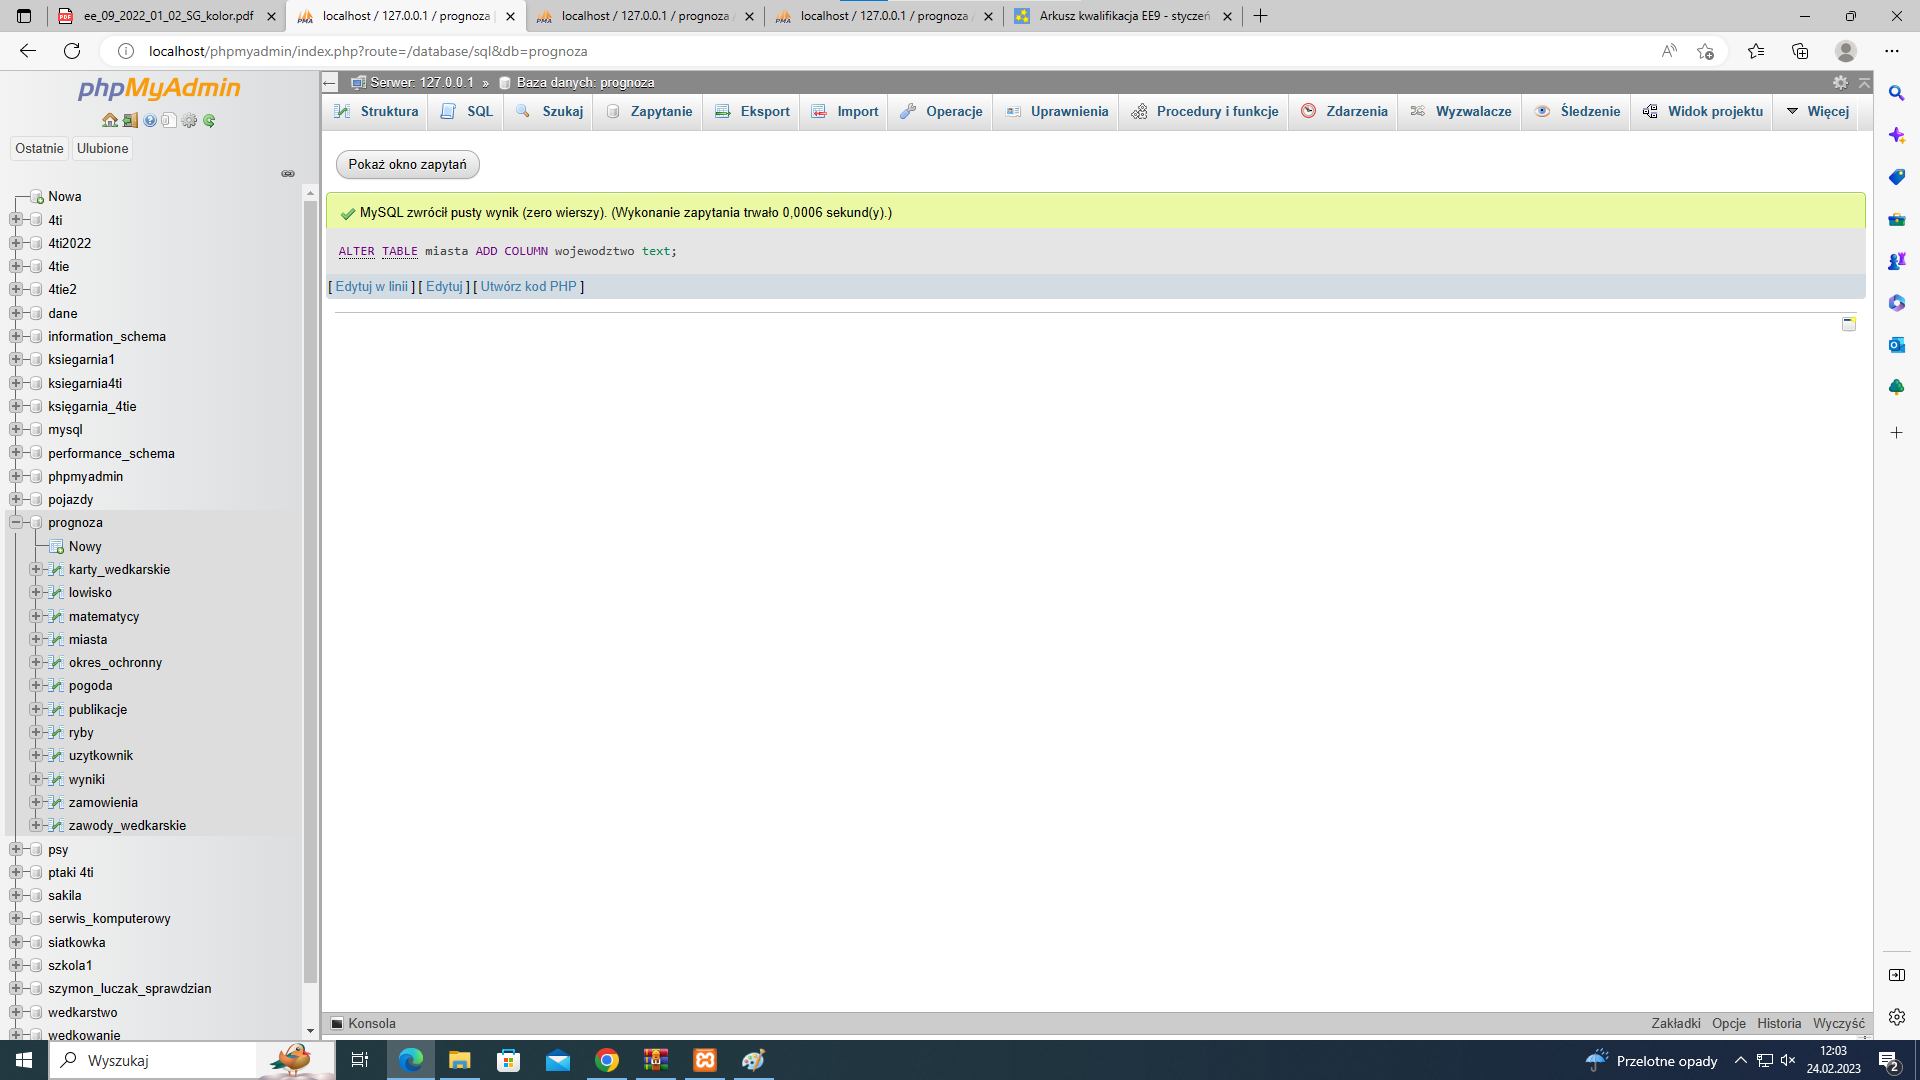 ee_09_2022_01_02_SG_kolor.pdf
localhost / 127.0.0.1 / prognoza
localhost / 127.0.0.1 / prognoza
localhost / 127.0.0.1 / prognoza
Arkusz kwalifikacja EE9 - styczeń
localhost/phpmyadmin/index.php?route=/database/sql&db=prognoza
phpMyAdmin
Ostatnie
Ulubione
Nowa
4ti
4ti2022
4tie
4tie2
dane
information_schema
ksiegarnia1
ksiegarnia4ti
księgarnia_4tie
mysql
performance_schema
phpmyadmin
pojazdy
prognoza
Nowy
karty_wedkarskie
lowisko
matematycy
miasta
okres_ochronny
pogoda
publikacje
ryby
uzytkownik
wyniki
zamowienia
zawody_wedkarskie
psy
ptaki 4ti
sakila
serwis_komputerowy
siatkowka
szkola1
szymon_luczak_sprawdzian
wedkarstwo
wedkowanie
Serwer: 127.0.0.1 » Baza danych: prognoza
Struktura
SQL
Szukaj
Zapytanie
Eksport
Import
Operacje
Uprawnienia
Procedury i funkcje
Zdarzenia
Wyzwalacze
Śledzenie
Widok projektu
Więcej
Pokaż okno zapytań
MySQL zwrócił pusty wynik (zero wierszy). (Wykonanie zapytania trwało 0,0006 sekund(y).)
ALTER TABLE miasta ADD COLUMN wojewodztwo text;
[ Edytuj w linii ] [ Edytuj ] [ Utwórz kod PHP ]
Konsola
Zakładki
Opcje
Historia
Wyczyść
Wyszukaj
Przelotne opady
12:03
24.02.2023
2